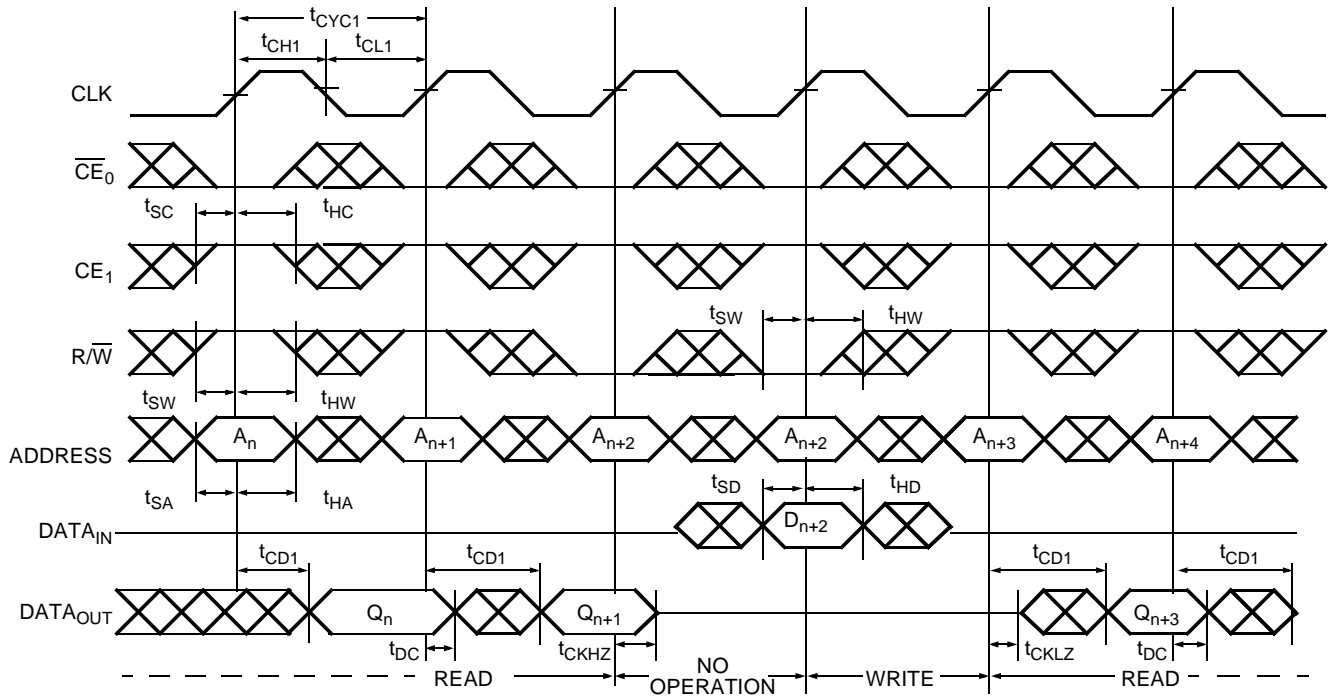 tCYC1
tCH1 tCL1
CLK
CE0
tSC tHC
CE1
tSW tHW
R/W
tSW tHW
An An+1 An+2 An+2 An+3 An+4
ADDRESS
tSA tHA tSD tHD
Dn+2
DATAIN
tCD1 tCD1 tCD1 tCD1
DATAOUT Qn Qn+1 Qn+3
tDC tCKHZ tCKLZ tDC
READ NO OPERATION WRITE READ